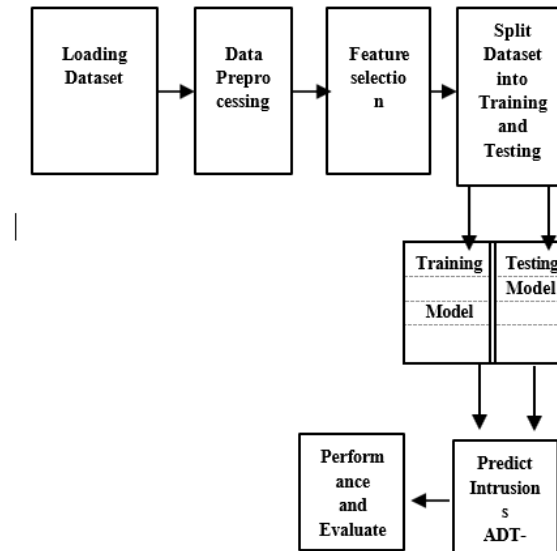 Loading
Dataset
Data
Prepro
cessing
Feature
selectio
n
Split
Dataset
into
Training
and
Testing
Training
Model
Testing
Model
Predict
Intrusion
s
ADT-
Perform
ance
and
Evaluate